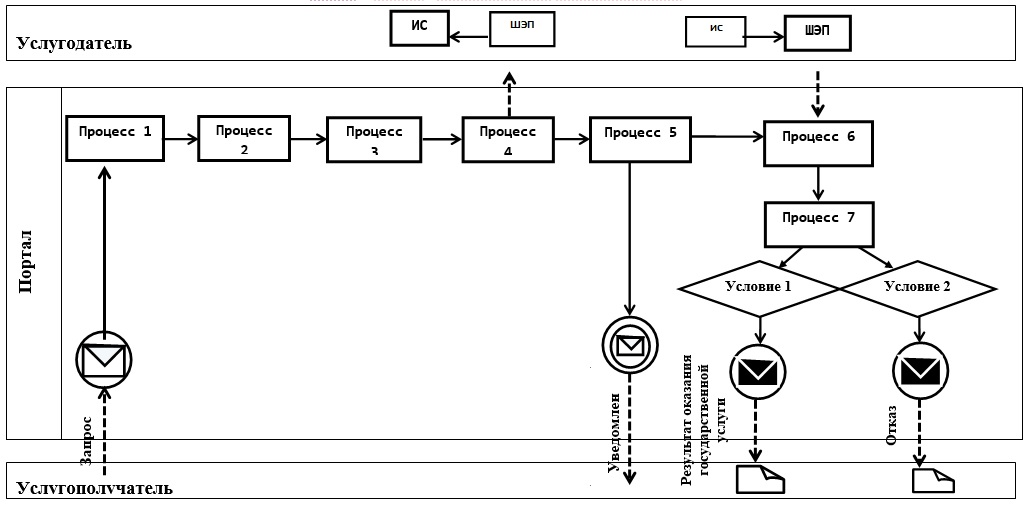 Услугодатель
ИС
ШЭП
ИС
ШЭП
Портал
Процесс 1
Процесс
2
Процесс
3
Процесс
4
Процесс 5
Процесс 6
Процесс 7
Условие 1
Условие 2
Запрос
Уведомлен
Результат оказания
государственной
услуги
Отказ
Услугополучатель